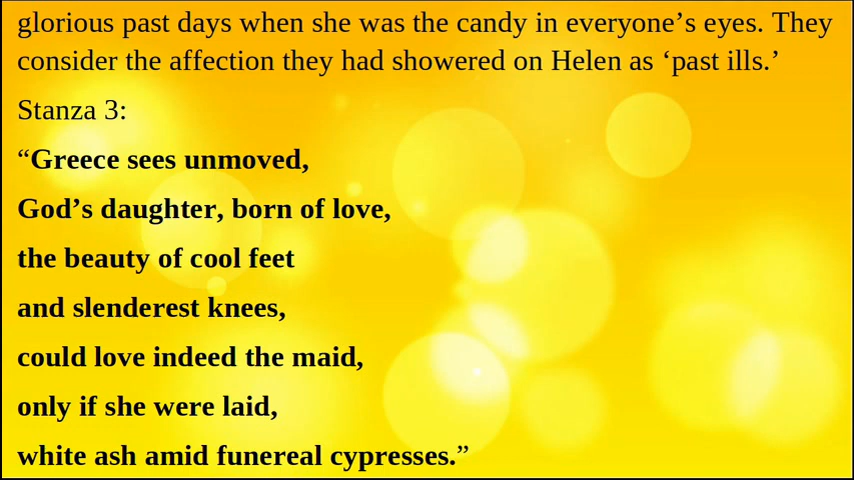 glorious past days when she was the candy in everyone’s eyes. They
consider the affection they had showered on Helen as ‘past ills.’
Stanza 3:
“Greece sees unmoved,
God’s daughter, born of love,
the beauty of cool feet
and slenderest knees,
could love indeed the maid,
only if she were laid,
white ash amid funereal cypresses.”